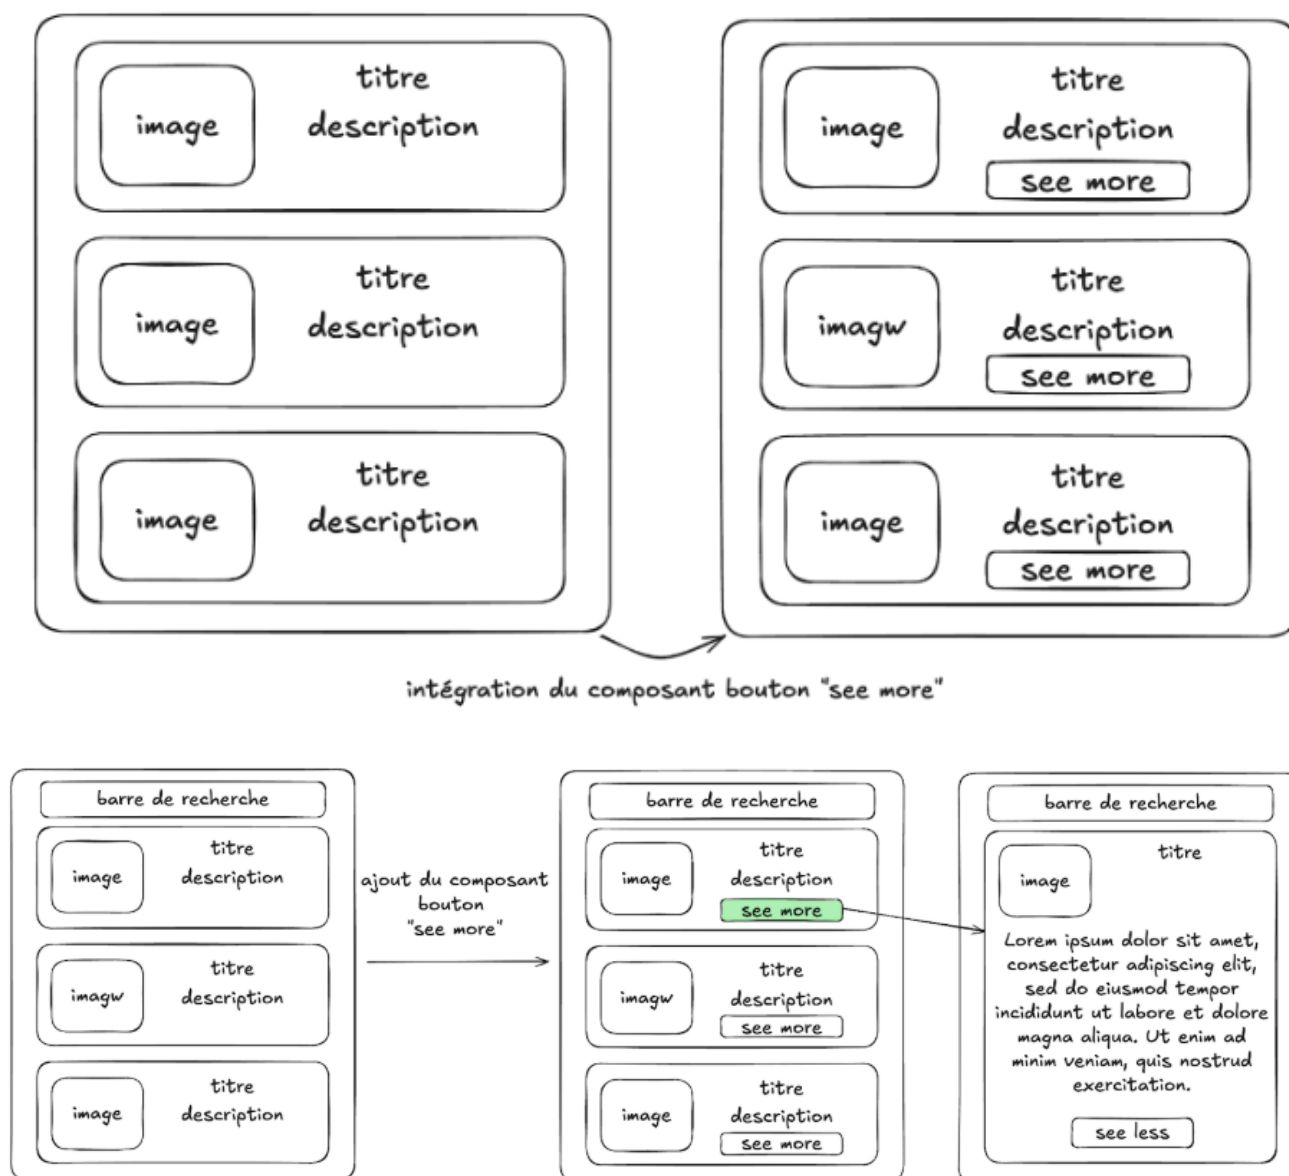 titre
image
description
titre
image
description
titre
image
description
titre
image
description
see more
titre
imagw
description
see more
titre
image
description
see more
intégration du composant bouton "see more"
barre de recherche
titre
image
description
titre
imagw
description
titre
image
description
ajout du composant
bouton
"see more"
barre de recherche
titre
image
description
see more
titre
imagw
description
see more
titre
image
description
see more
barre de recherche
titre
image
Lorem ipsum dolor sit amet,
consectetur adipiscing elit,
sed do eiusmod tempor
incididunt ut labore et dolore
magna aliqua. Ut enim ad
minim veniam, quis nostrud
exercitation.
see less